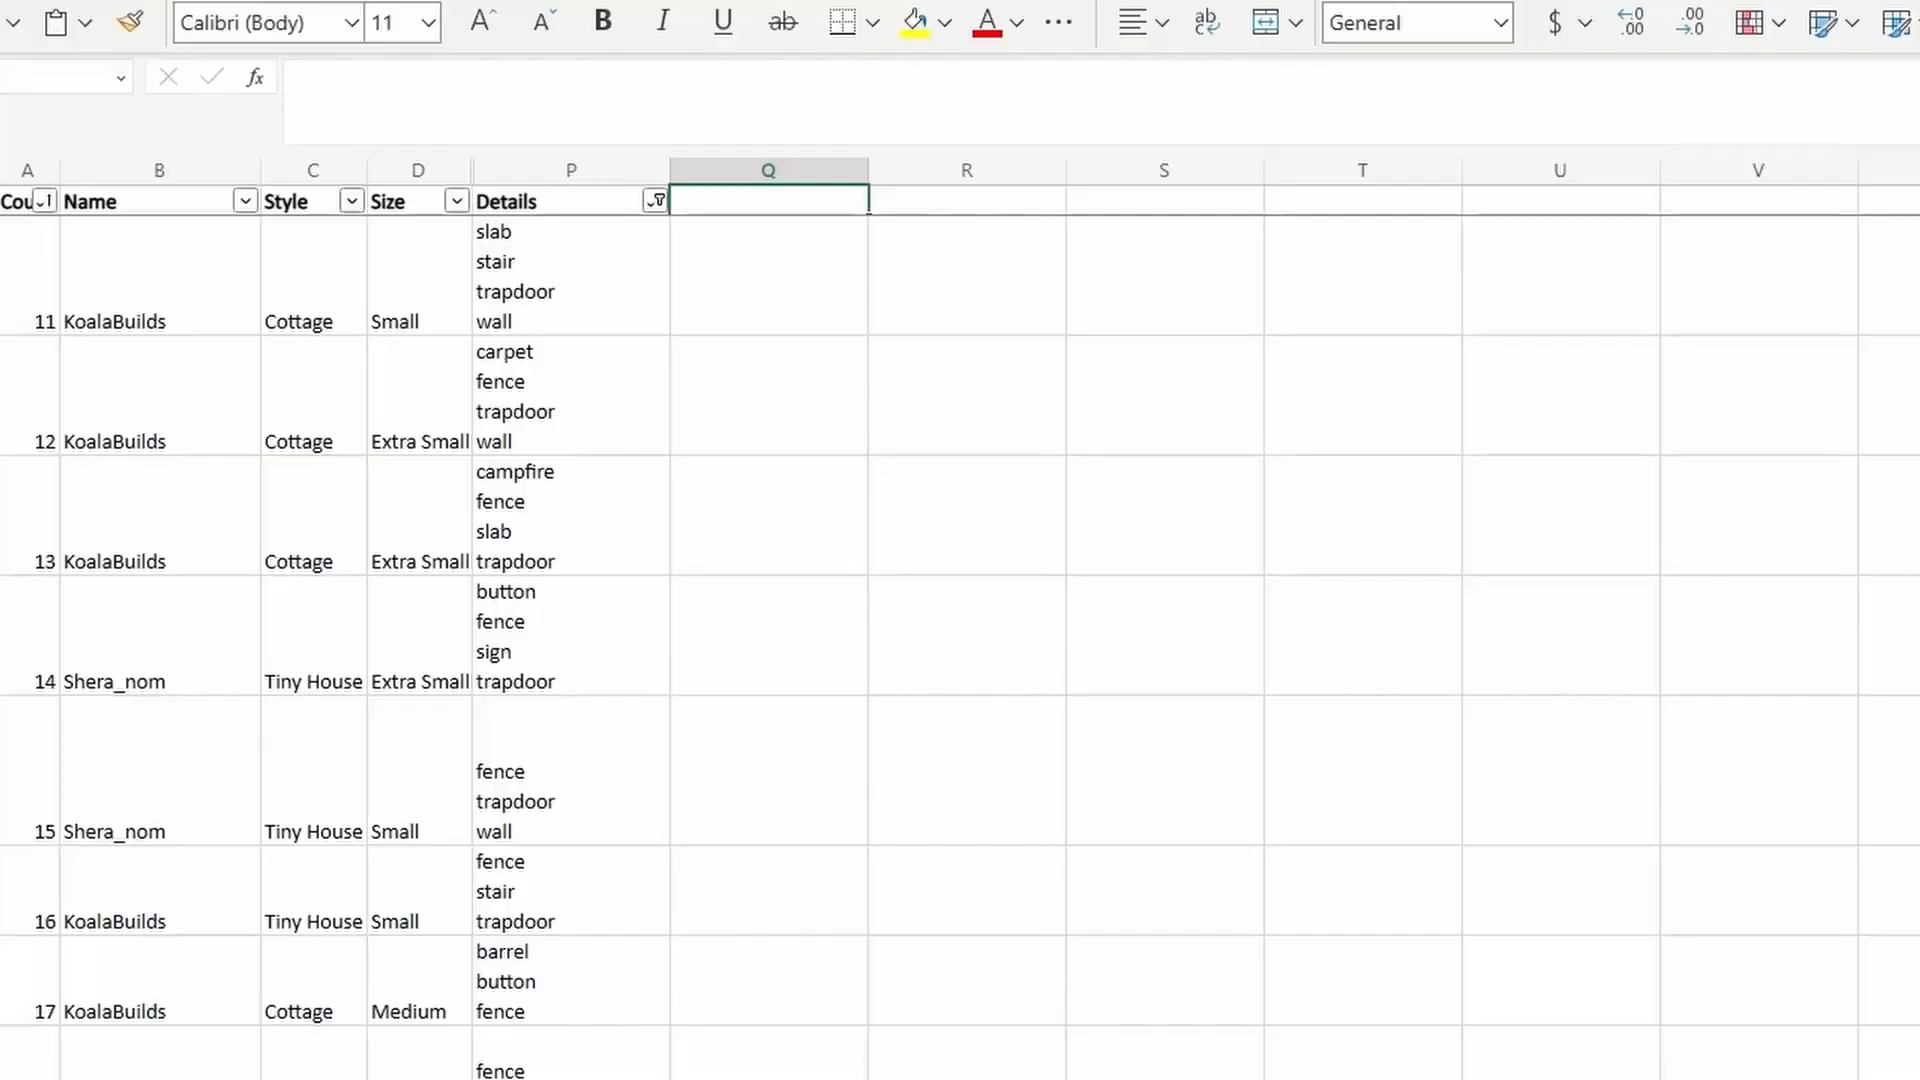 Calibri (Body) 11 A A B I U ab ab c A General $ .00 .00
fx
A B C D P Q R S T U V
Cou Name Style Size Details
slab
stair
trapdoor
11 KoalaBuilds Cottage Small wall
carpet
fence
trapdoor
12 KoalaBuilds Cottage Extra Small wall
campfire
fence
slab
13 KoalaBuilds Cottage Extra Small trapdoor
button
fence
sign
14 Shera_nom Tiny House Extra Small trapdoor
fence
trapdoor
15 Shera_nom Tiny House Small wall
fence
stair
16 KoalaBuilds Tiny House Small trapdoor
barrel
button
17 KoalaBuilds Cottage Medium fence
fence